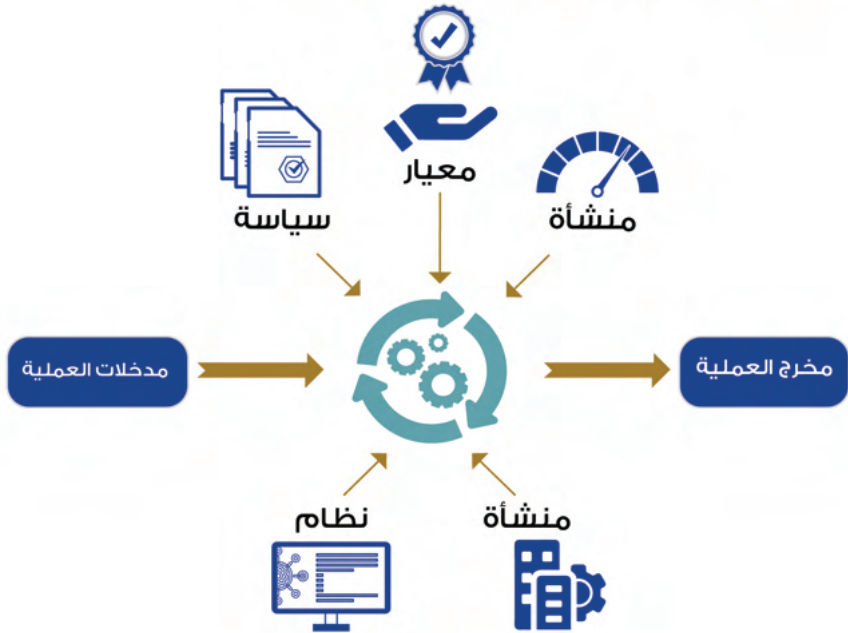 معيار
سياسة
منشأة
مدخلات العملية
مخرج العملية
نظام
منشأة